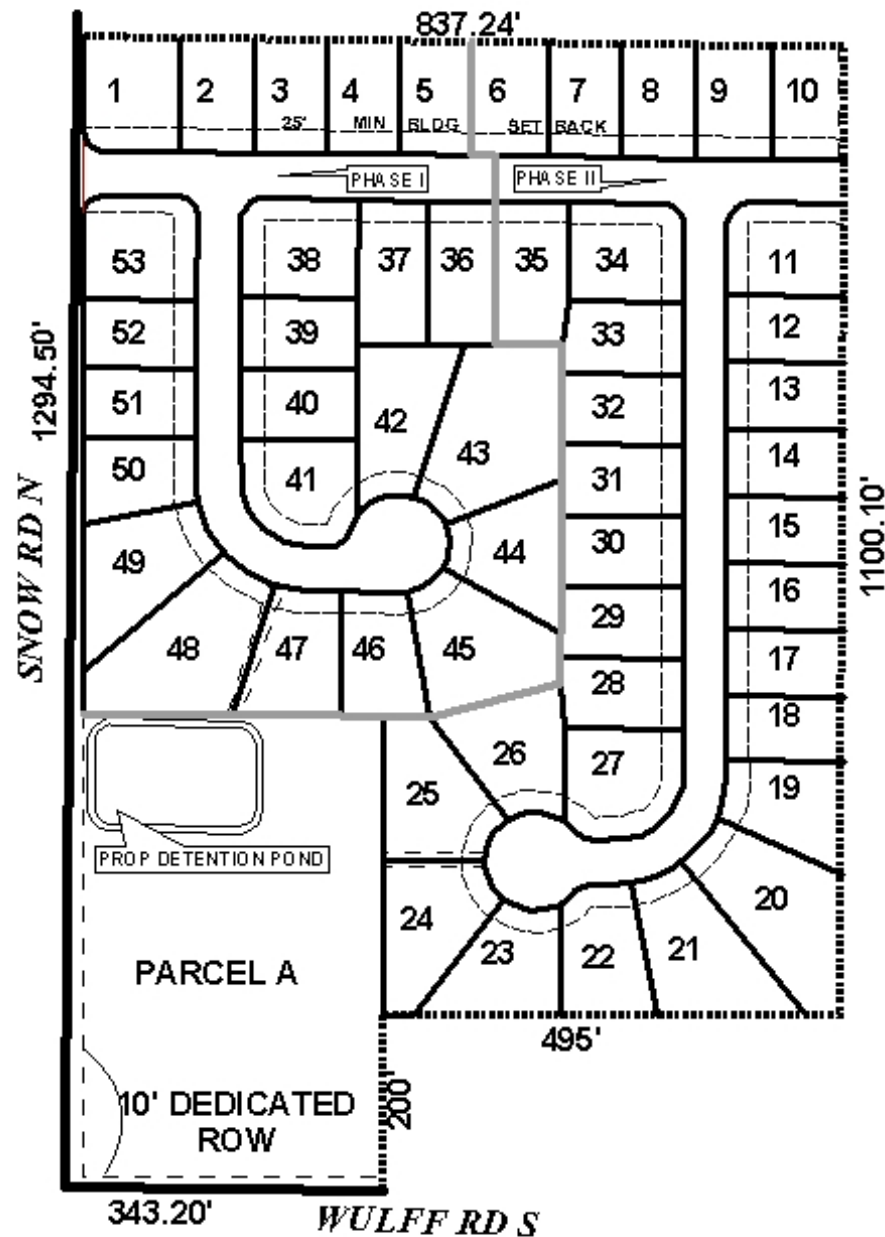 837.24'
1 2 3 4 5 6 7 8 9 10
25' MIN BLDG SET BACK
PHASE I PHASE II
53 38 37 36 35 34 11
52 39 33 12
1294.50'
51 40 42 32 13
50 41 43 31 14
SNOW RD N
49 44 30 15
1100.10'
29 16
48 47 46 45 28 17
18
25 26 27 19
PROP DETENTION POND
24 23 22 21 20
PARCEL A
495'
200'
10' DEDICATED
ROW
343.20'
WULFF RD S